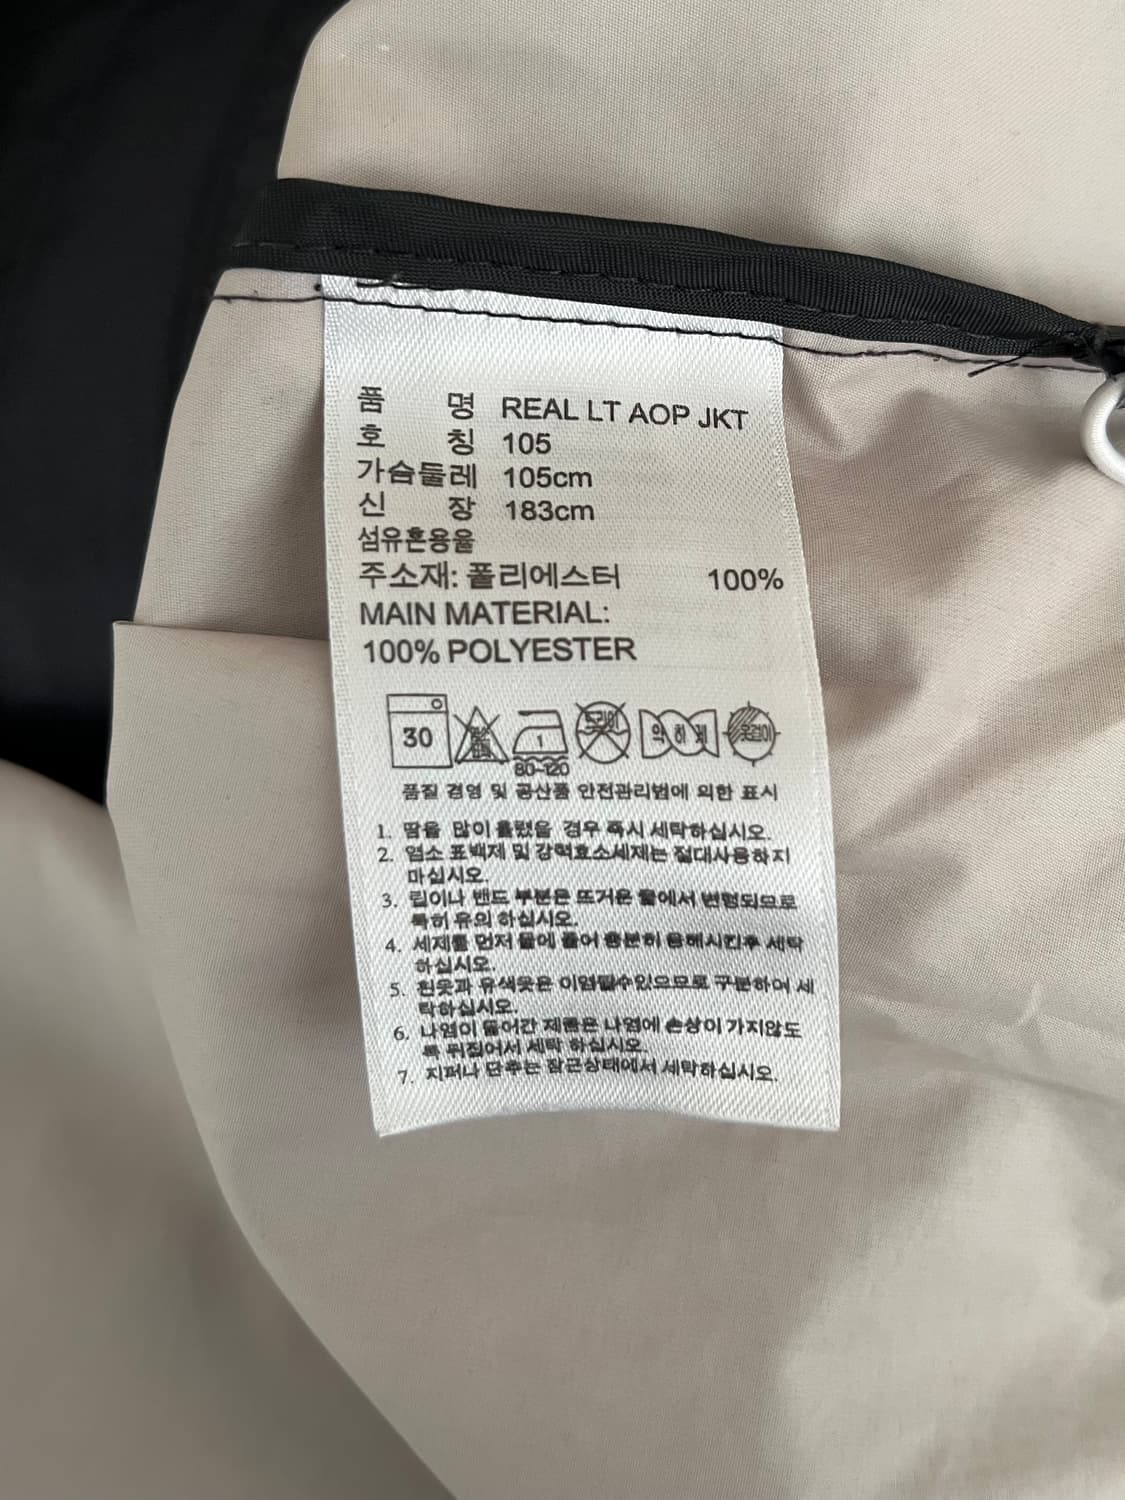 품 명 REAL LT AOP JKT
호 칭 105
가슴둘레 105cm
신 장 183cm
섬유혼용율
주소재: 폴리에스터 100%
MAIN MATERIAL:
100% POLYESTER
30 1 드라이 약하게 옷걸이
80~120
품질 경영 및 공산품 안전관리법에 의한 표시
1. 땀을 많이 흘렸을 경우 즉시 세탁하십시오.
2. 염소 표백제 및 강력효소세제는 절대사용하지
마십시오.
3. 립이나 밴드 부분은 뜨거운 물에서 변형되므로
특히 유의 하십시오.
4. 세제를 먼저 물에 풀어 충분히 용해시킨후 세탁
하십시오.
5. 흰옷과 유색옷은 이염될수있으므로 구분하여 세
탁하십시오.
6. 나염이 들어간 제품은 나염에 손상이 가지않도
록 뒤집어서 세탁 하십시오.
7. 지퍼나 단추는 잠근상태에서 세탁하십시오.